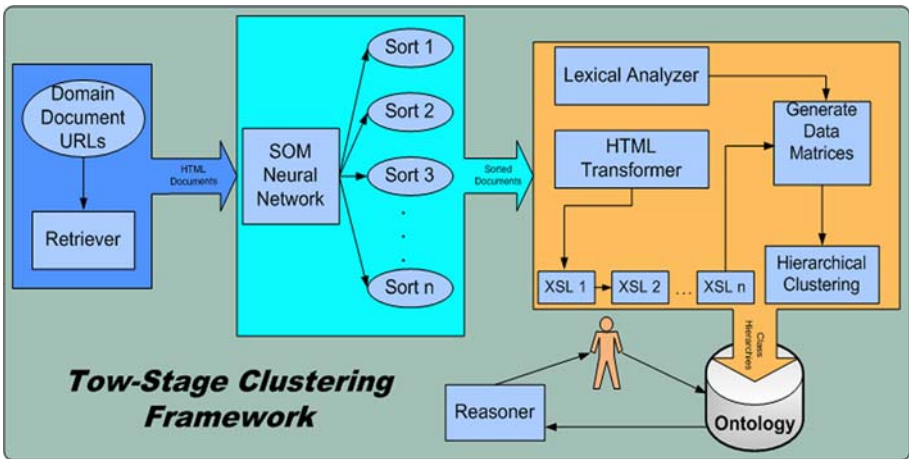 Domain
Document
URLs
Retriever
HTML
Documents
SOM
Neural
Network
Sort 1
Sort 2
Sort 3
.
.
.
Sort n
Sorted
Documents
Lexical Analyzer
HTML
Transformer
Generate
Data
Matrices
XSL 1
XSL 2
...
XSL n
Hierarchical
Clustering
Class
Hierarchies
Tow-Stage Clustering
Framework
Reasoner
Ontology